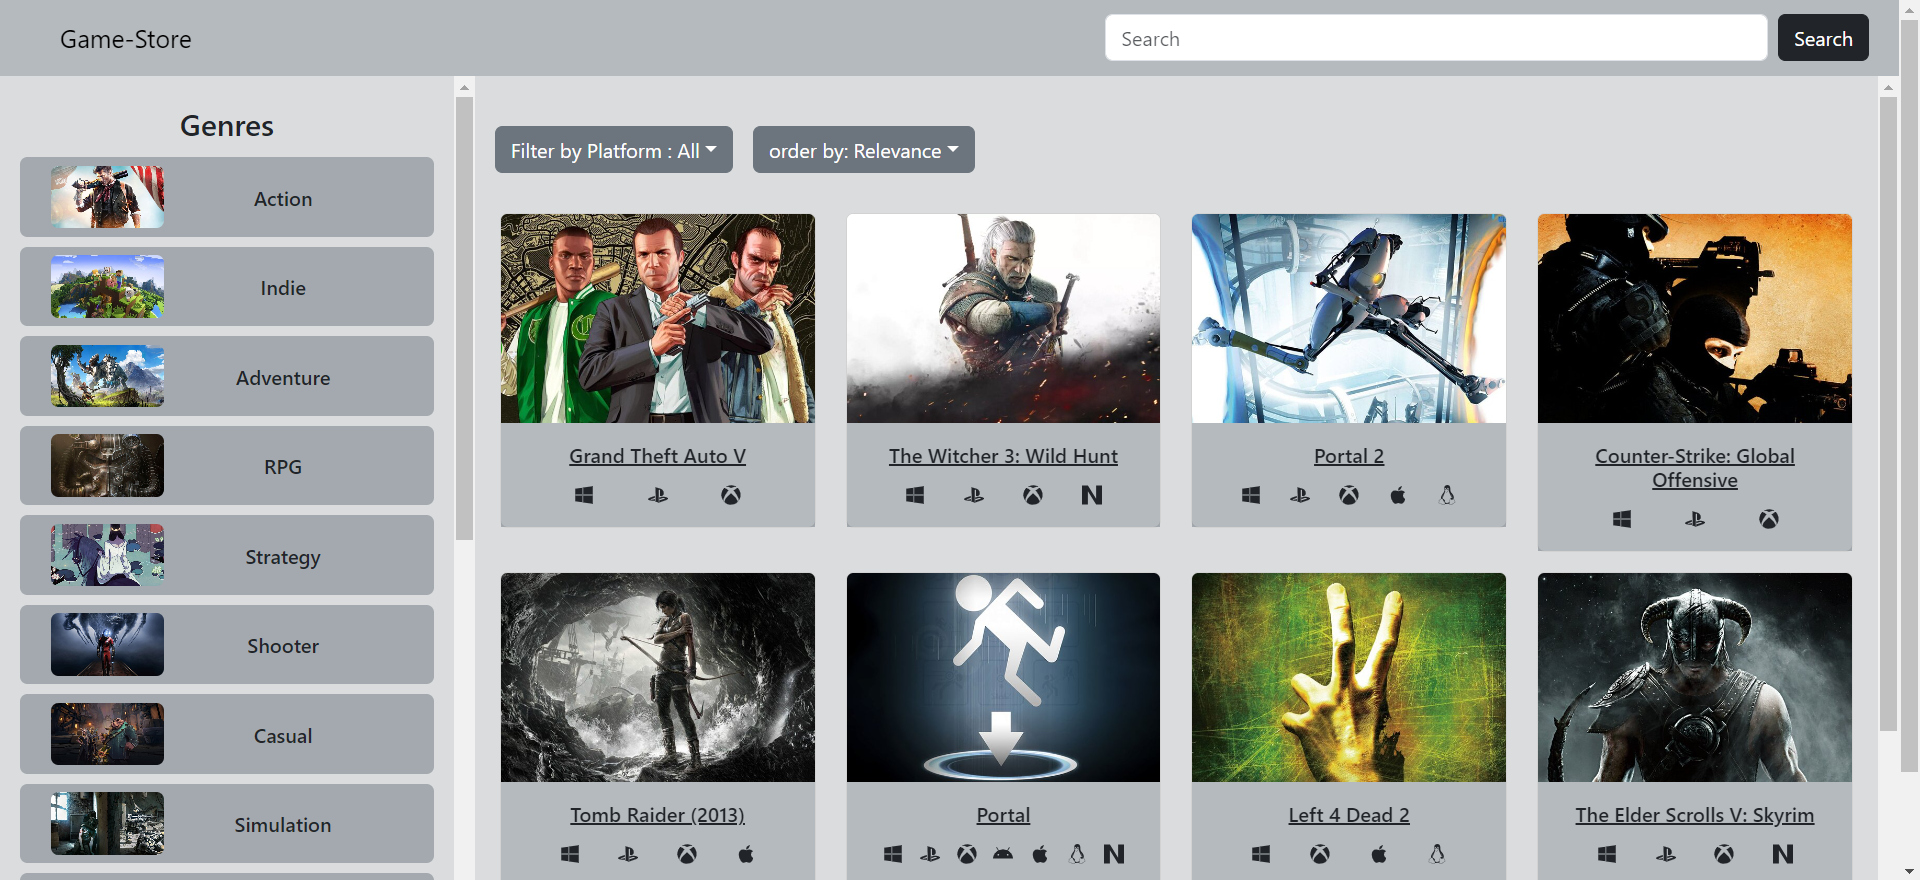 Game-Store
Search
Search
Genres
Action
Indie
Adventure
RPG
Strategy
Shooter
Casual
Simulation
Filter by Platform : All
order by: Relevance
Grand Theft Auto V
The Witcher 3: Wild Hunt
Portal 2
Counter-Strike: Global
Offensive
Tomb Raider (2013)
Portal
Left 4 Dead 2
The Elder Scrolls V: Skyrim